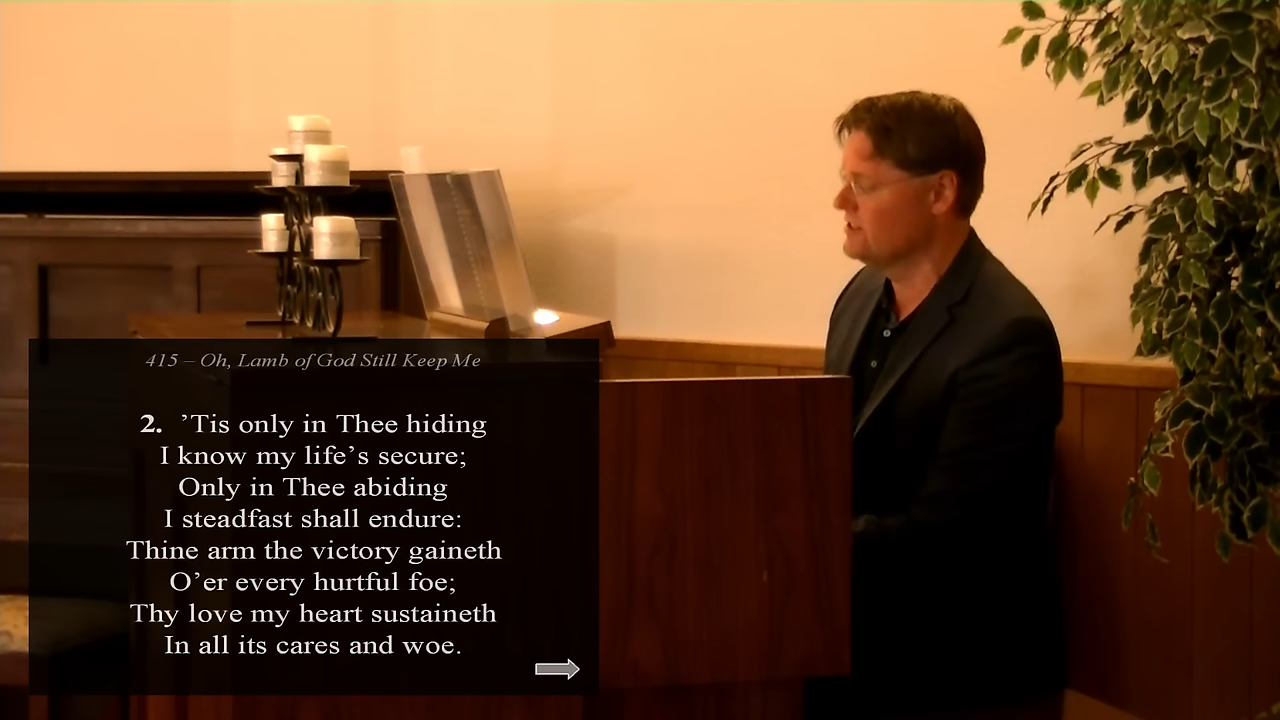 415 – Oh, Lamb of God Still Keep Me
2. ’Tis only in Thee hiding
I know my life’s secure;
Only in Thee abiding
I steadfast shall endure:
Thine arm the victory gaineth
O’er every hurtful foe;
Thy love my heart sustaineth
In all its cares and woe.